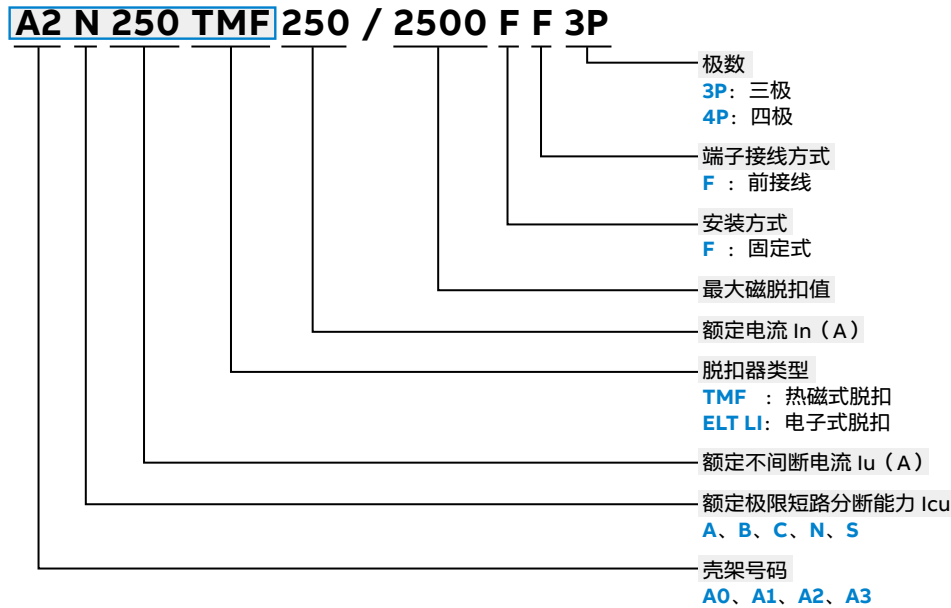 A2 N 250 TMF 250 / 2500 F F 3P
极数
3P：三极
4P：四极
端子接线方式
F ：前接线
安装方式
F ：固定式
最大磁脱扣值
额定电流 In（A）
脱扣器类型
TMF ：热磁式脱扣
ELT LI：电子式脱扣
额定不间断电流 Iu（A）
额定极限短路分断能力 Icu
A、B、C、N、S
壳架号码
A0、A1、A2、A3